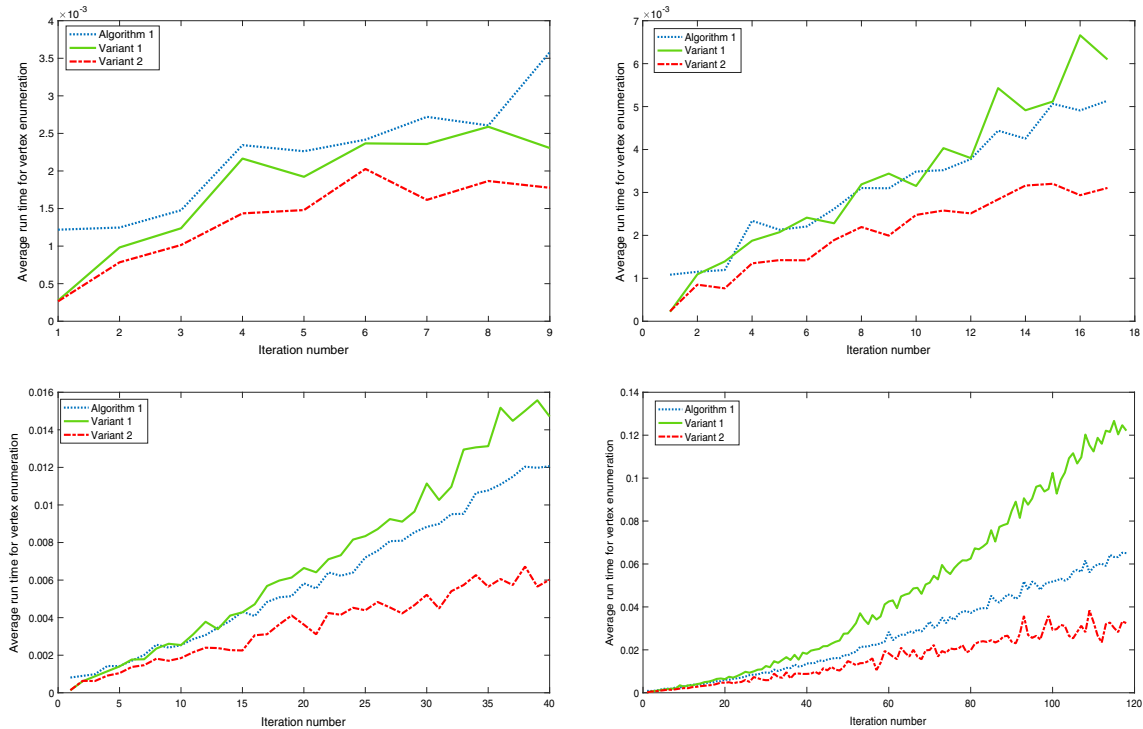 ×10⁻³
4
3.5
3
2.5
2
1.5
1
0.5
0
Average run time for vertex enumeration
Algorithm 1
Variant 1
Variant 2
1 2 3 4 5 6 7 8 9
Iteration number
×10⁻³
7
6
5
4
3
2
1
0
Average run time for vertex enumeration
Algorithm 1
Variant 1
Variant 2
0 2 4 6 8 10 12 14 16 18
Iteration number
0.016
0.014
0.012
0.01
0.008
0.006
0.004
0.002
0
Average run time for vertex enumeration
Algorithm 1
Variant 1
Variant 2
0 5 10 15 20 25 30 35 40
Iteration number
0.14
0.12
0.1
0.08
0.06
0.04
0.02
0
Average run time for vertex enumeration
Algorithm 1
Variant 1
Variant 2
0 20 40 60 80 100 120
Iteration number